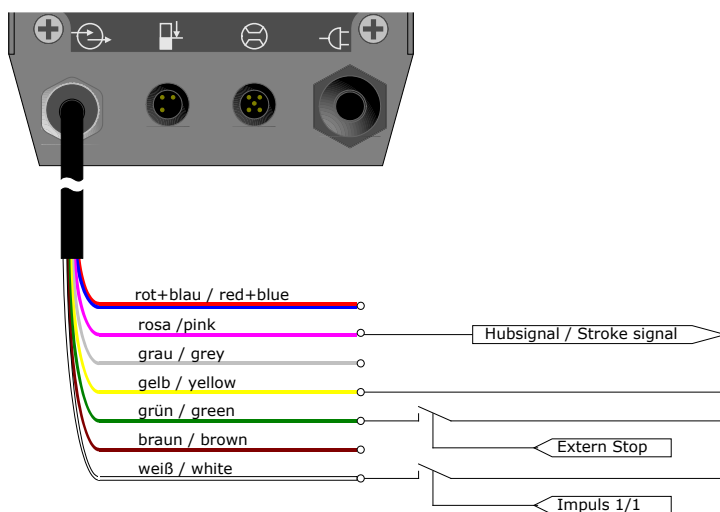 rot+blau / red+blue
rosa /pink
Hubsignal / Stroke signal
grau / grey
gelb / yellow
grün / green
Extern Stop
braun / brown
weiß / white
Impuls 1/1